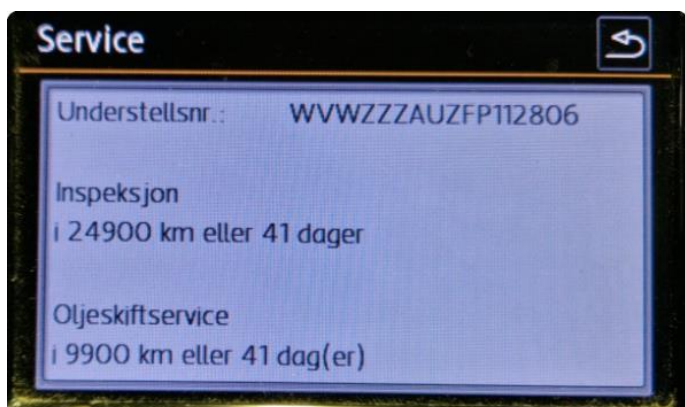 Service
Understellsnr.: WVWZZZAUZFP112806
Inspeksjon
i 24900 km eller 41 dager
Oljeskiftservice
i 9900 km eller 41 dag(er)